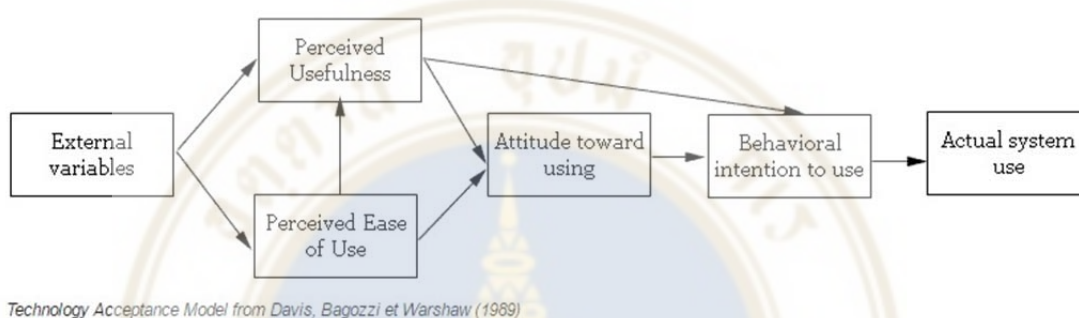 Perceived
Usefulness
External
variables
Attitude toward
using
Behavioral
intention to use
Actual system
use
Perceived Ease
of Use
Technology Acceptance Model from Davis, Bagozzi et Warshaw (1989)